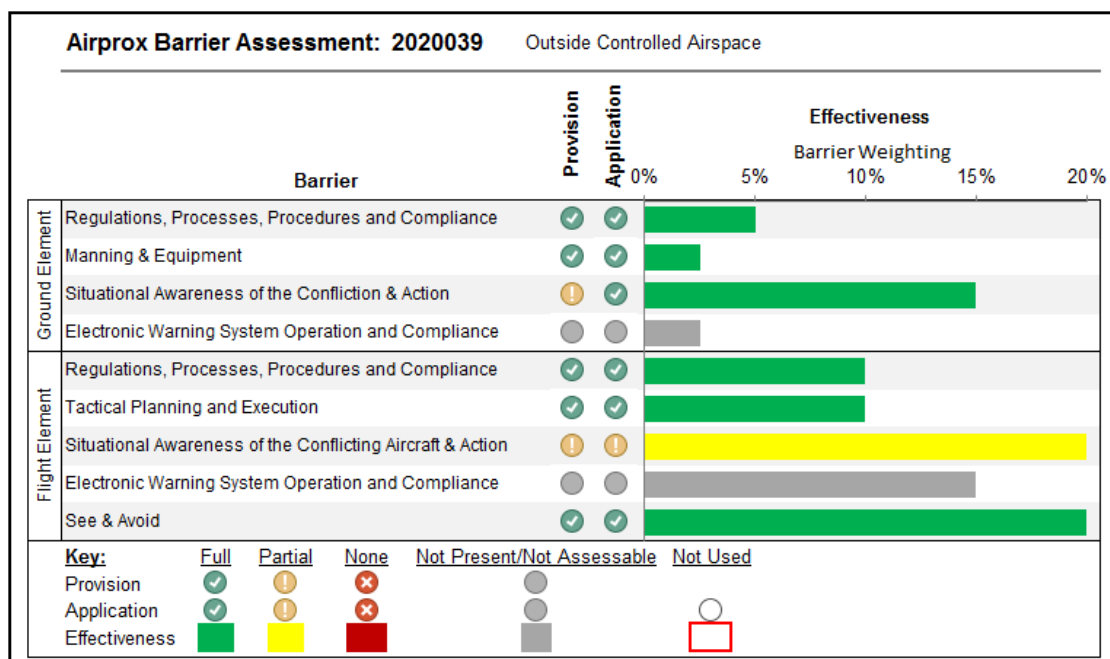 Airprox Barrier Assessment: 2020039 Outside Controlled Airspace
Barrier Provision Application Effectiveness
Barrier Weighting
0% 5% 10% 15% 20%
Ground Element
Regulations, Processes, Procedures and Compliance
Manning & Equipment
Situational Awareness of the Confliction & Action
Electronic Warning System Operation and Compliance
Flight Element
Regulations, Processes, Procedures and Compliance
Tactical Planning and Execution
Situational Awareness of the Conflicting Aircraft & Action
Electronic Warning System Operation and Compliance
See & Avoid
Key: Full Partial None Not Present/Not Assessable Not Used
Provision
Application
Effectiveness